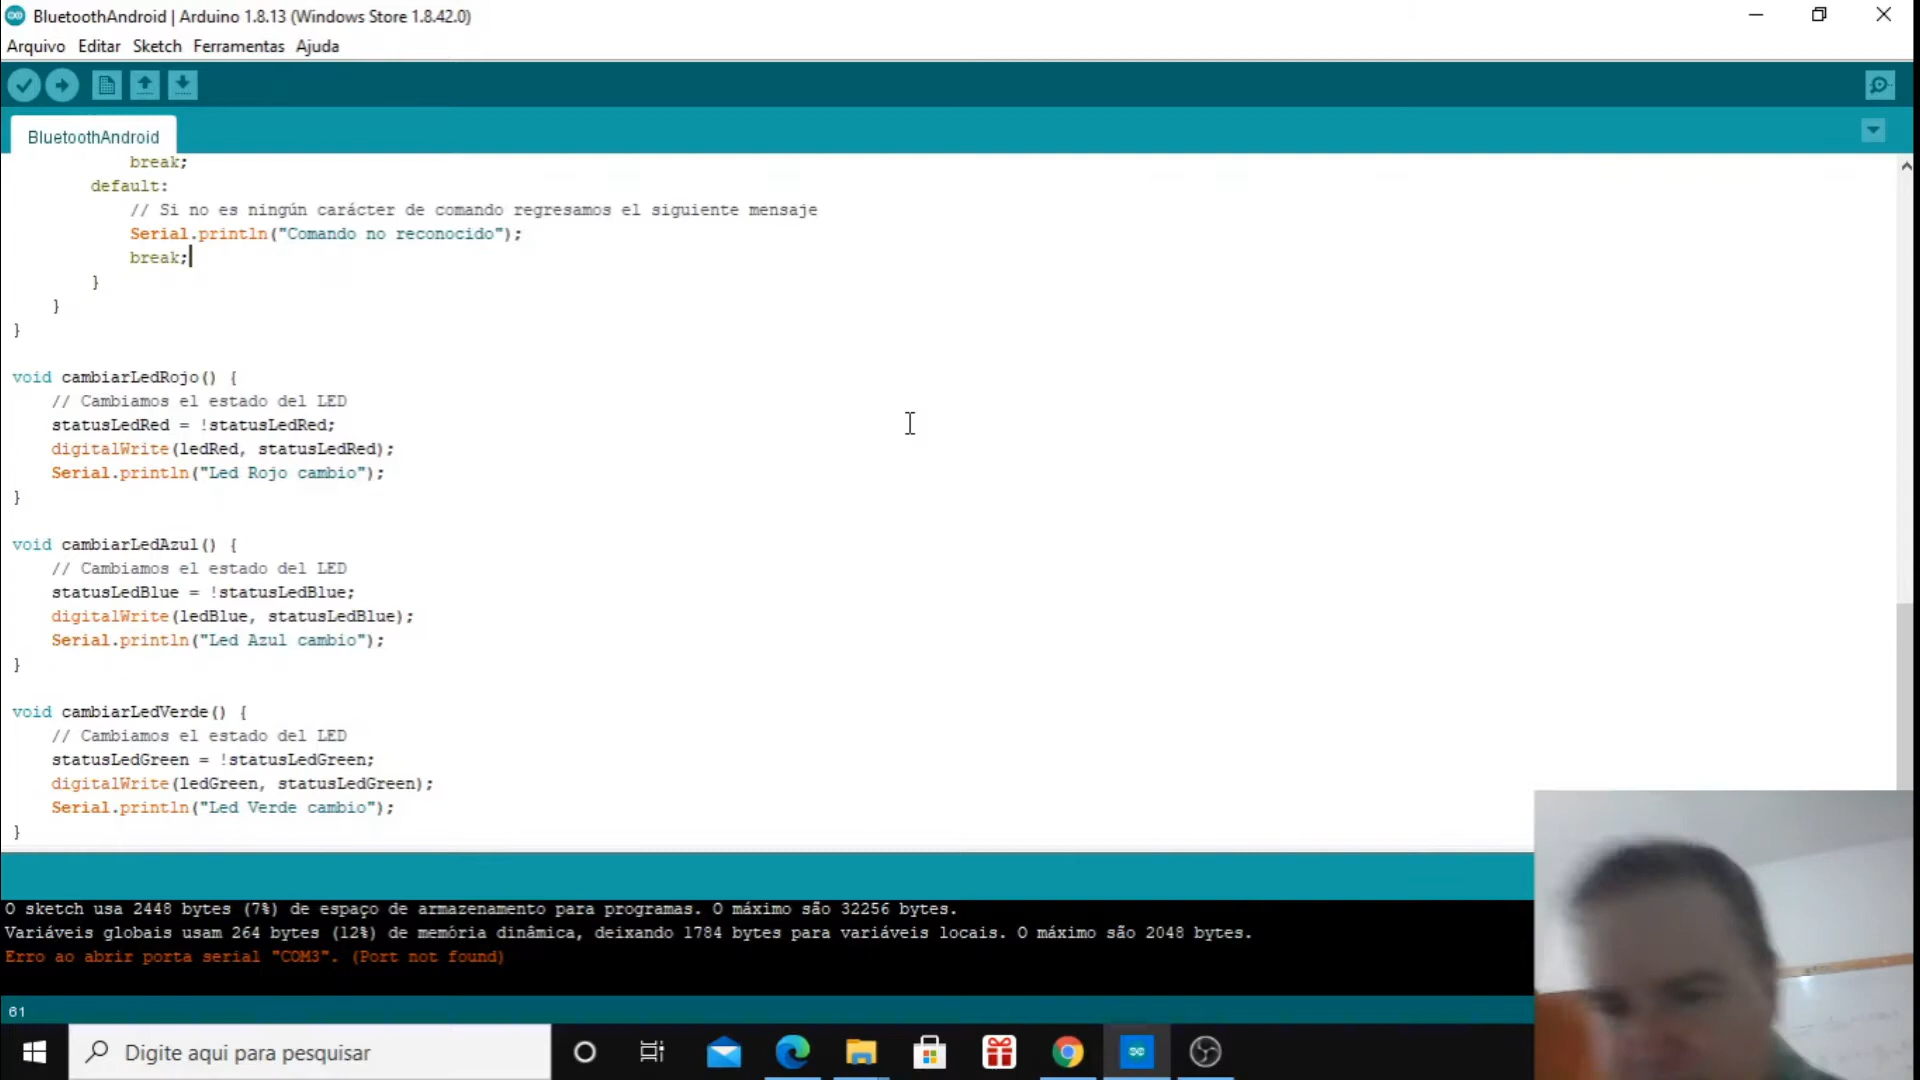 BluetoothAndroid | Arduino 1.8.13 (Windows Store 1.8.42.0)
Arquivo Editar Sketch Ferramentas Ajuda
BluetoothAndroid
break;
default:
// Si no es ningún carácter de comando regresamos el siguiente mensaje
Serial.println("Comando no reconocido");
break;
}
}
}
void cambiarLedRojo() {
// Cambiamos el estado del LED
statusLedRed = !statusLedRed;
digitalWrite(ledRed, statusLedRed);
Serial.println("Led Rojo cambio");
}
void cambiarLedAzul() {
// Cambiamos el estado del LED
statusLedBlue = !statusLedBlue;
digitalWrite(ledBlue, statusLedBlue);
Serial.println("Led Azul cambio");
}
void cambiarLedVerde() {
// Cambiamos el estado del LED
statusLedGreen = !statusLedGreen;
digitalWrite(ledGreen, statusLedGreen);
Serial.println("Led Verde cambio");
}
O sketch usa 2448 bytes (7%) de espaço de armazenamento para programas. O máximo são 32256 bytes.
Variáveis globais usam 264 bytes (12%) de memória dinâmica, deixando 1784 bytes para variáveis locais. O máximo são 2048 bytes.
Erro ao abrir porta serial "COM3". (Port not found)
61
Digite aqui para pesquisar